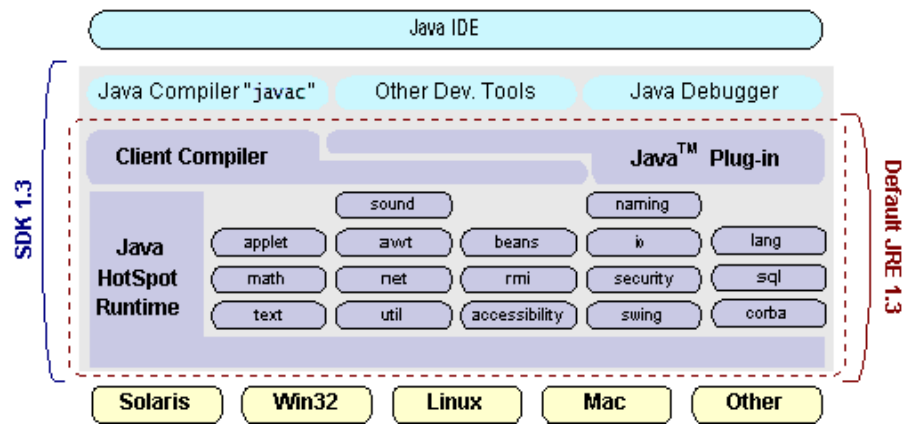 Java IDE
Java Compiler "javac"
Other Dev. Tools
Java Debugger
Client Compiler
Java™ Plug-in
SDK 1.3
Default JRE 1.3
Java
HotSpot
Runtime
sound
naming
applet
awt
beans
io
lang
math
net
rmi
security
sql
text
util
accessibility
swing
corba
Solaris
Win32
Linux
Mac
Other